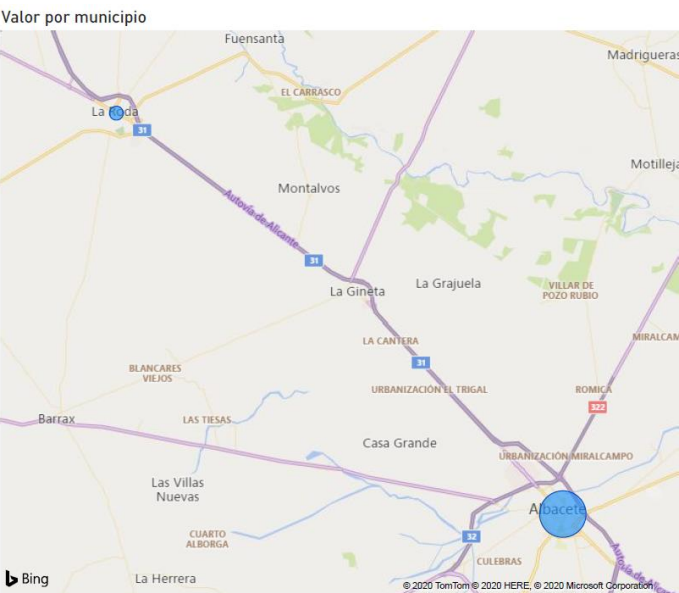 Valor por municipio
Fuensanta
Madrigueras
EL CARRASCO
La Roda
31
Motilleja
Montalvos
Autovía de Alicante
31
La Grajuela
La Gineta
VILLAR DE
POZO RUBIO
LA CANTERA
MIRALCAM
31
BLANCARES
VIEJOS
URBANIZACIÓN EL TRIGAL
ROMICA
322
Barrax
LAS TIESAS
Casa Grande
URBANIZACIÓN MIRALCAMPO
Las Villas
Nuevas
Albacete
CUARTO
ALBORGA
32
CULEBRAS
Autovía de Alican
Bing
La Herrera
© 2020 TomTom © 2020 HERE, © 2020 Microsoft Corporation